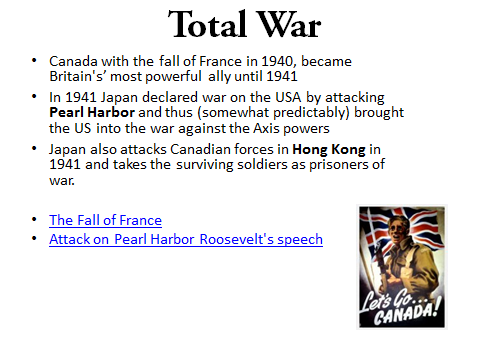 Total War
• Canada with the fall of France in 1940, became
Britain's’ most powerful ally until 1941
• In 1941 Japan declared war on the USA by attacking
Pearl Harbor and thus (somewhat predictably) brought
the US into the war against the Axis powers
• Japan also attacks Canadian forces in Hong Kong in
1941 and takes the surviving soldiers as prisoners of
war.
• The Fall of France
• Attack on Pearl Harbor Roosevelt's speech
Let's Go...
CANADA!